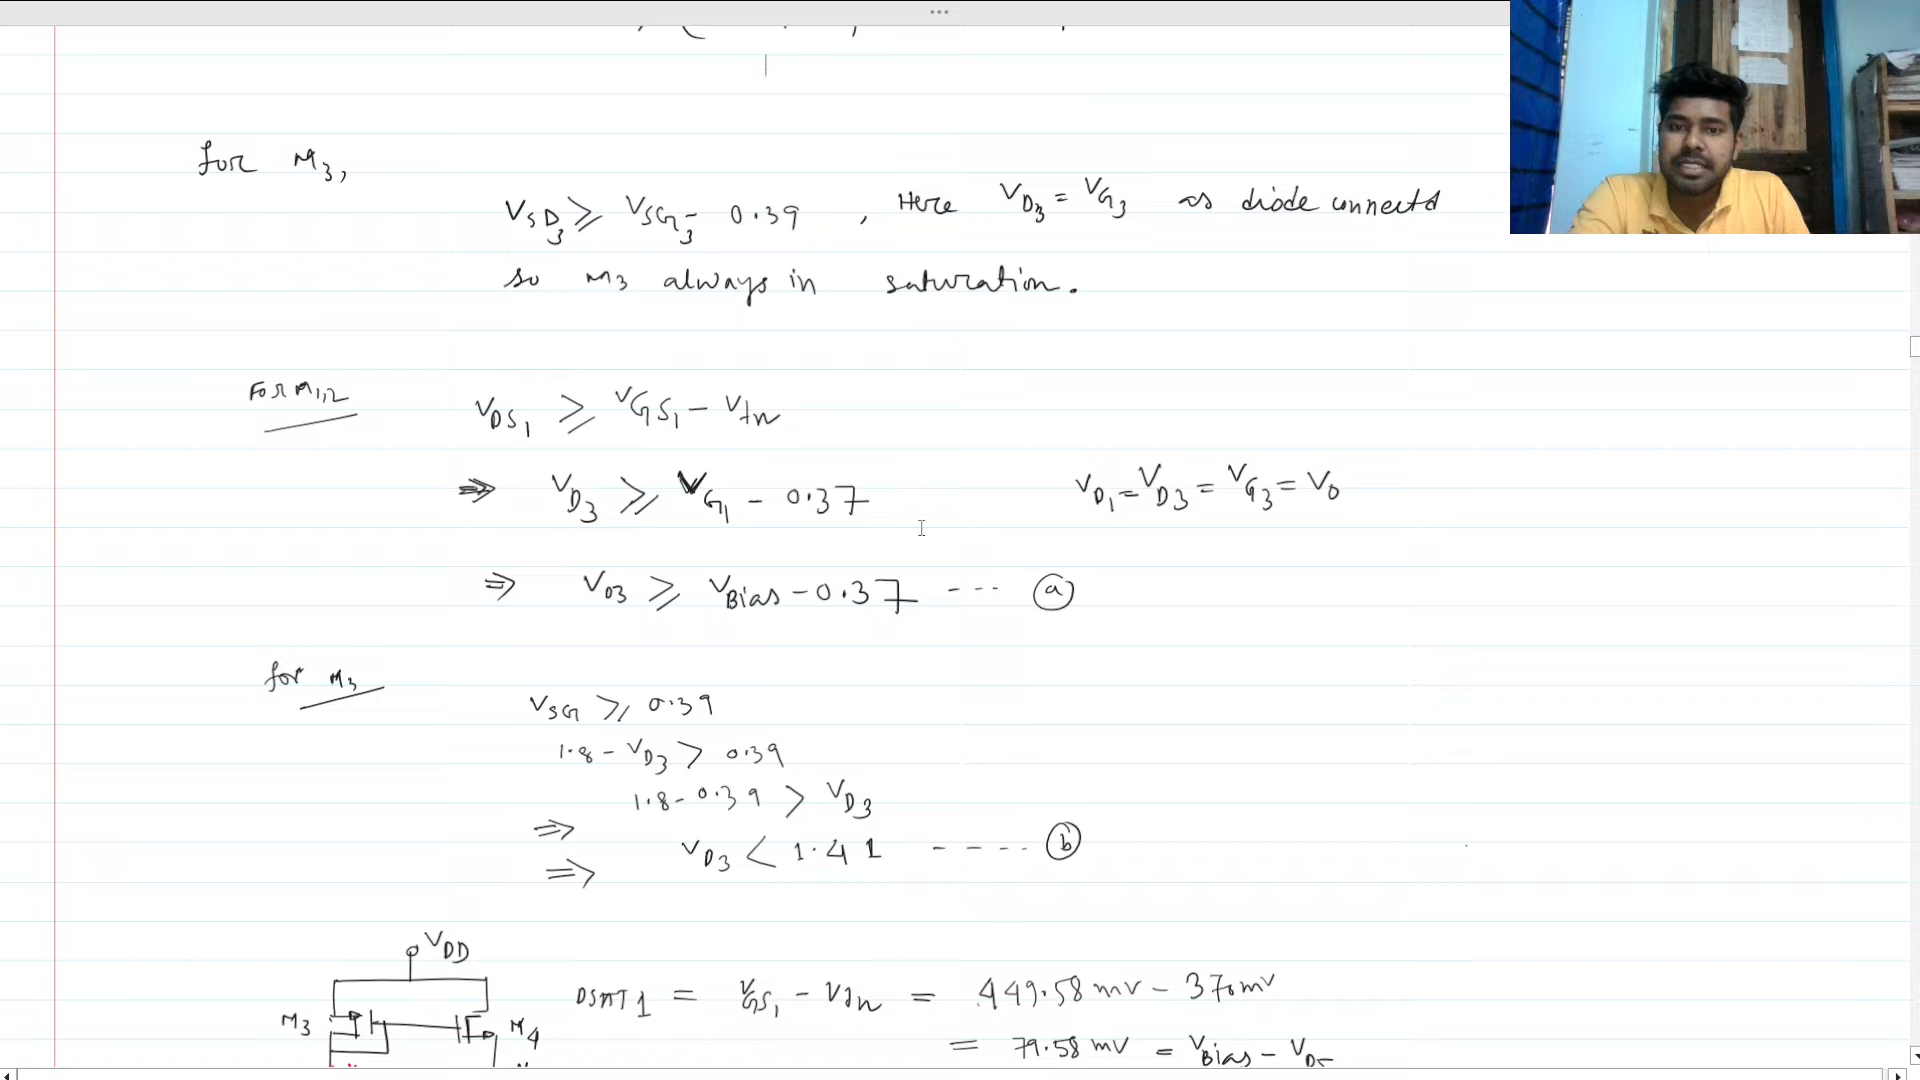 for M3,
VSD3 ⩾ VSG3 - 0.39 , Here VD3 = VG3 as diode connected
so M3 always in saturation.
For M1,2
VDS1 ⩾ VGS1 - Vtn
⇒ VD3 ⩾ VG1 - 0.37
VD1 = VD3 = VG3 = V0
⇒ V03 ⩾ VBias - 0.37 --- (a)
for M3
VSG ⩾ 0.39
1.8 - VD3 > 0.39
1.8 - 0.39 > VD3
⇒
⇒ VD3 < 1.41 ---- (b)
VDD
DSAT1 = VGS1 - Vtn = 449.58 mV - 370 mV
M3 M4
= 79.58 mV = VBias -